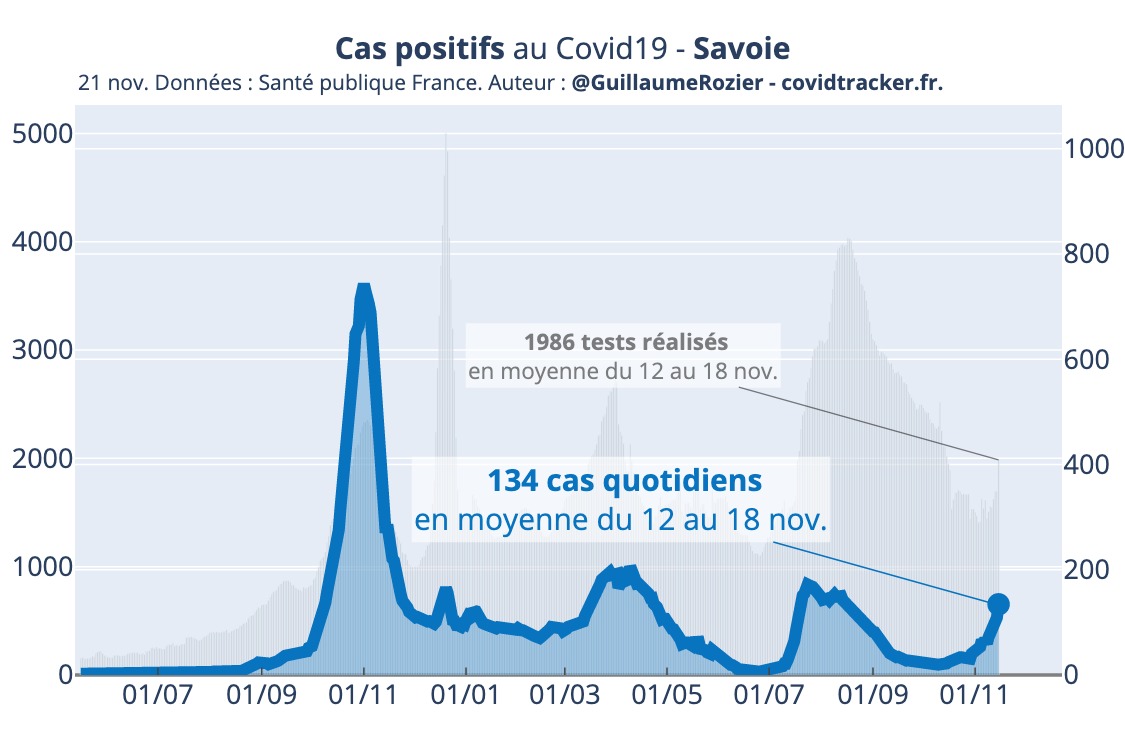 Cas positifs au Covid19 - Savoie
21 nov. Données : Santé publique France. Auteur : @GuillaumeRozier - covidtracker.fr.
5000
1000
4000
800
3000
600
1986 tests réalisés
en moyenne du 12 au 18 nov.
2000
400
134 cas quotidiens
en moyenne du 12 au 18 nov.
1000
200
0
0
01/07 01/09 01/11 01/01 01/03 01/05 01/07 01/09 01/11